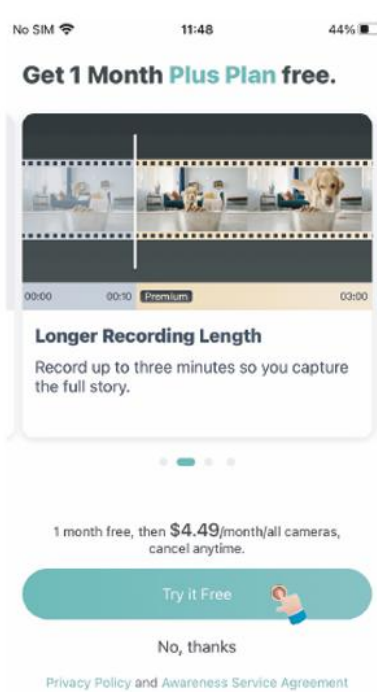 No SIM 11:48 44%
Get 1 Month Plus Plan free.
00:00 00:10 Premium 03:00
Longer Recording Length
Record up to three minutes so you capture
the full story.
1 month free, then $4.49/month/all cameras,
cancel anytime.
Try it Free
No, thanks
Privacy Policy and Awareness Service Agreement